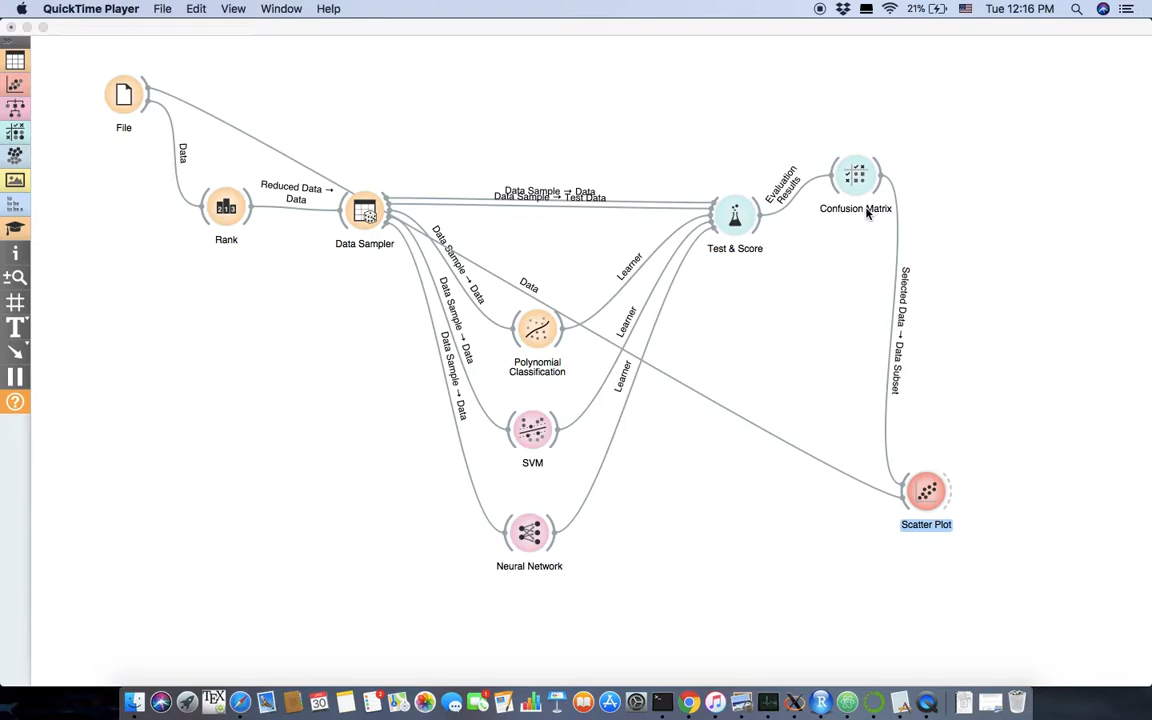 QuickTime Player File Edit View Window Help 21% Tue 12:16 PM
File
Data
Reduced Data →
Data
Rank
Data Sampler
Data Sample → Data
Data Sample → Test Data
Data Sample → Data
Data Sample → Data
Data Sample → Data
Data
Learner
Learner
Learner
Polynomial
Classification
SVM
Neural Network
Test & Score
Evaluation
Results
Confusion Matrix
Selected Data → Data Subset
Scatter Plot
T
TEX
30